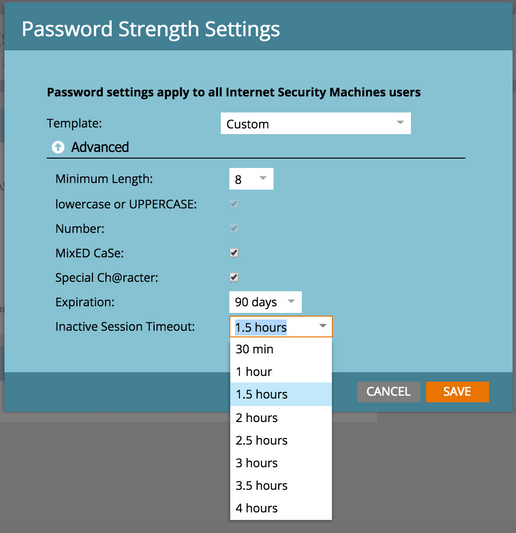 Password Strength Settings
Password settings apply to all Internet Security Machines users
Template: Custom
Advanced
Minimum Length: 8
lowercase or UPPERCASE:
Number:
MixED CaSe:
Special Ch@racter:
Expiration: 90 days
Inactive Session Timeout: 1.5 hours
30 min
1 hour
1.5 hours
CANCEL SAVE
2 hours
2.5 hours
3 hours
3.5 hours
4 hours